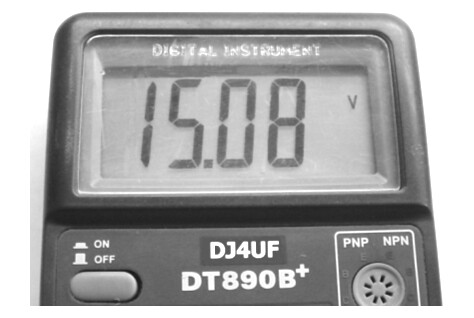 DIGITAL INSTRUMENT
15.08 V
ON
OFF
DJ4UF
DT890B+
PNP NPN
E